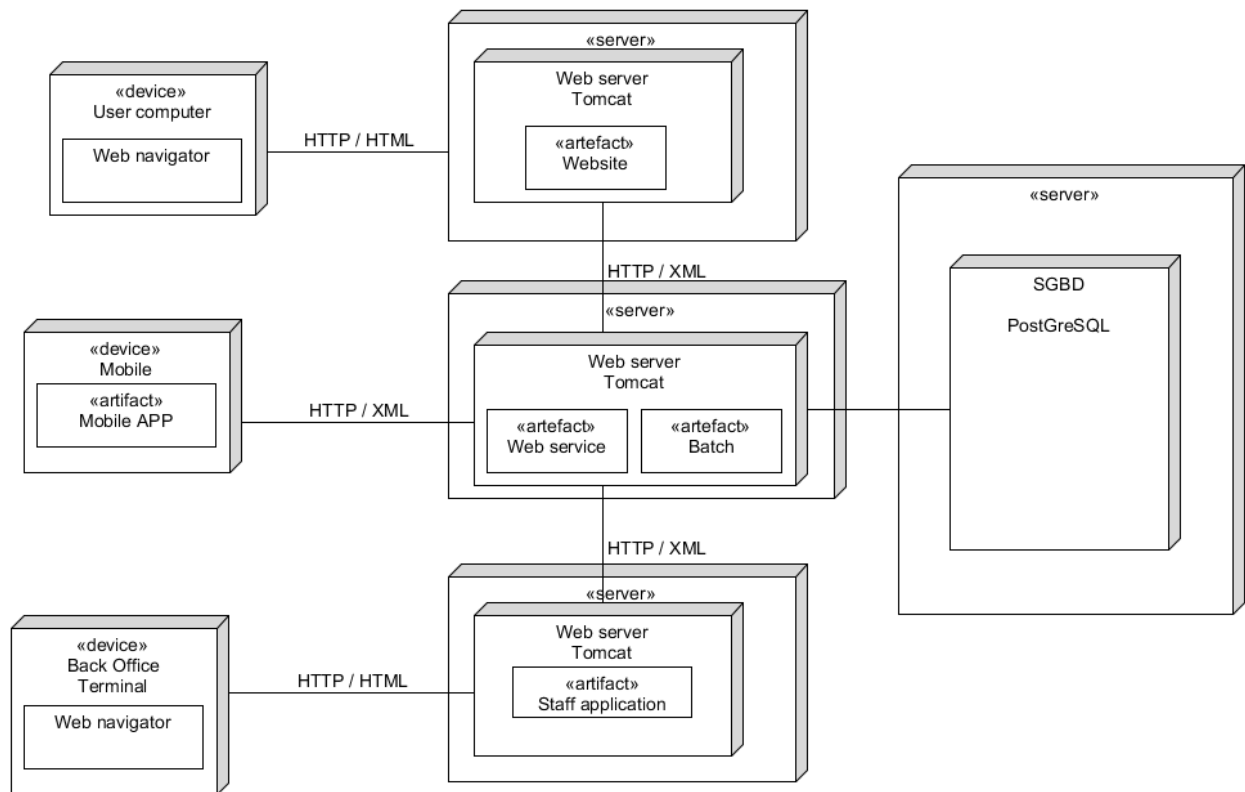 «server»
Web server
Tomcat
«artefact»
Website
«device»
User computer
Web navigator
HTTP / HTML
HTTP / XML
«server»
Web server
Tomcat
«artefact»
Web service
«artefact»
Batch
«device»
Mobile
«artifact»
Mobile APP
HTTP / XML
«server»
SGBD
PostGreSQL
HTTP / XML
«server»
Web server
Tomcat
«artifact»
Staff application
«device»
Back Office
Terminal
Web navigator
HTTP / HTML